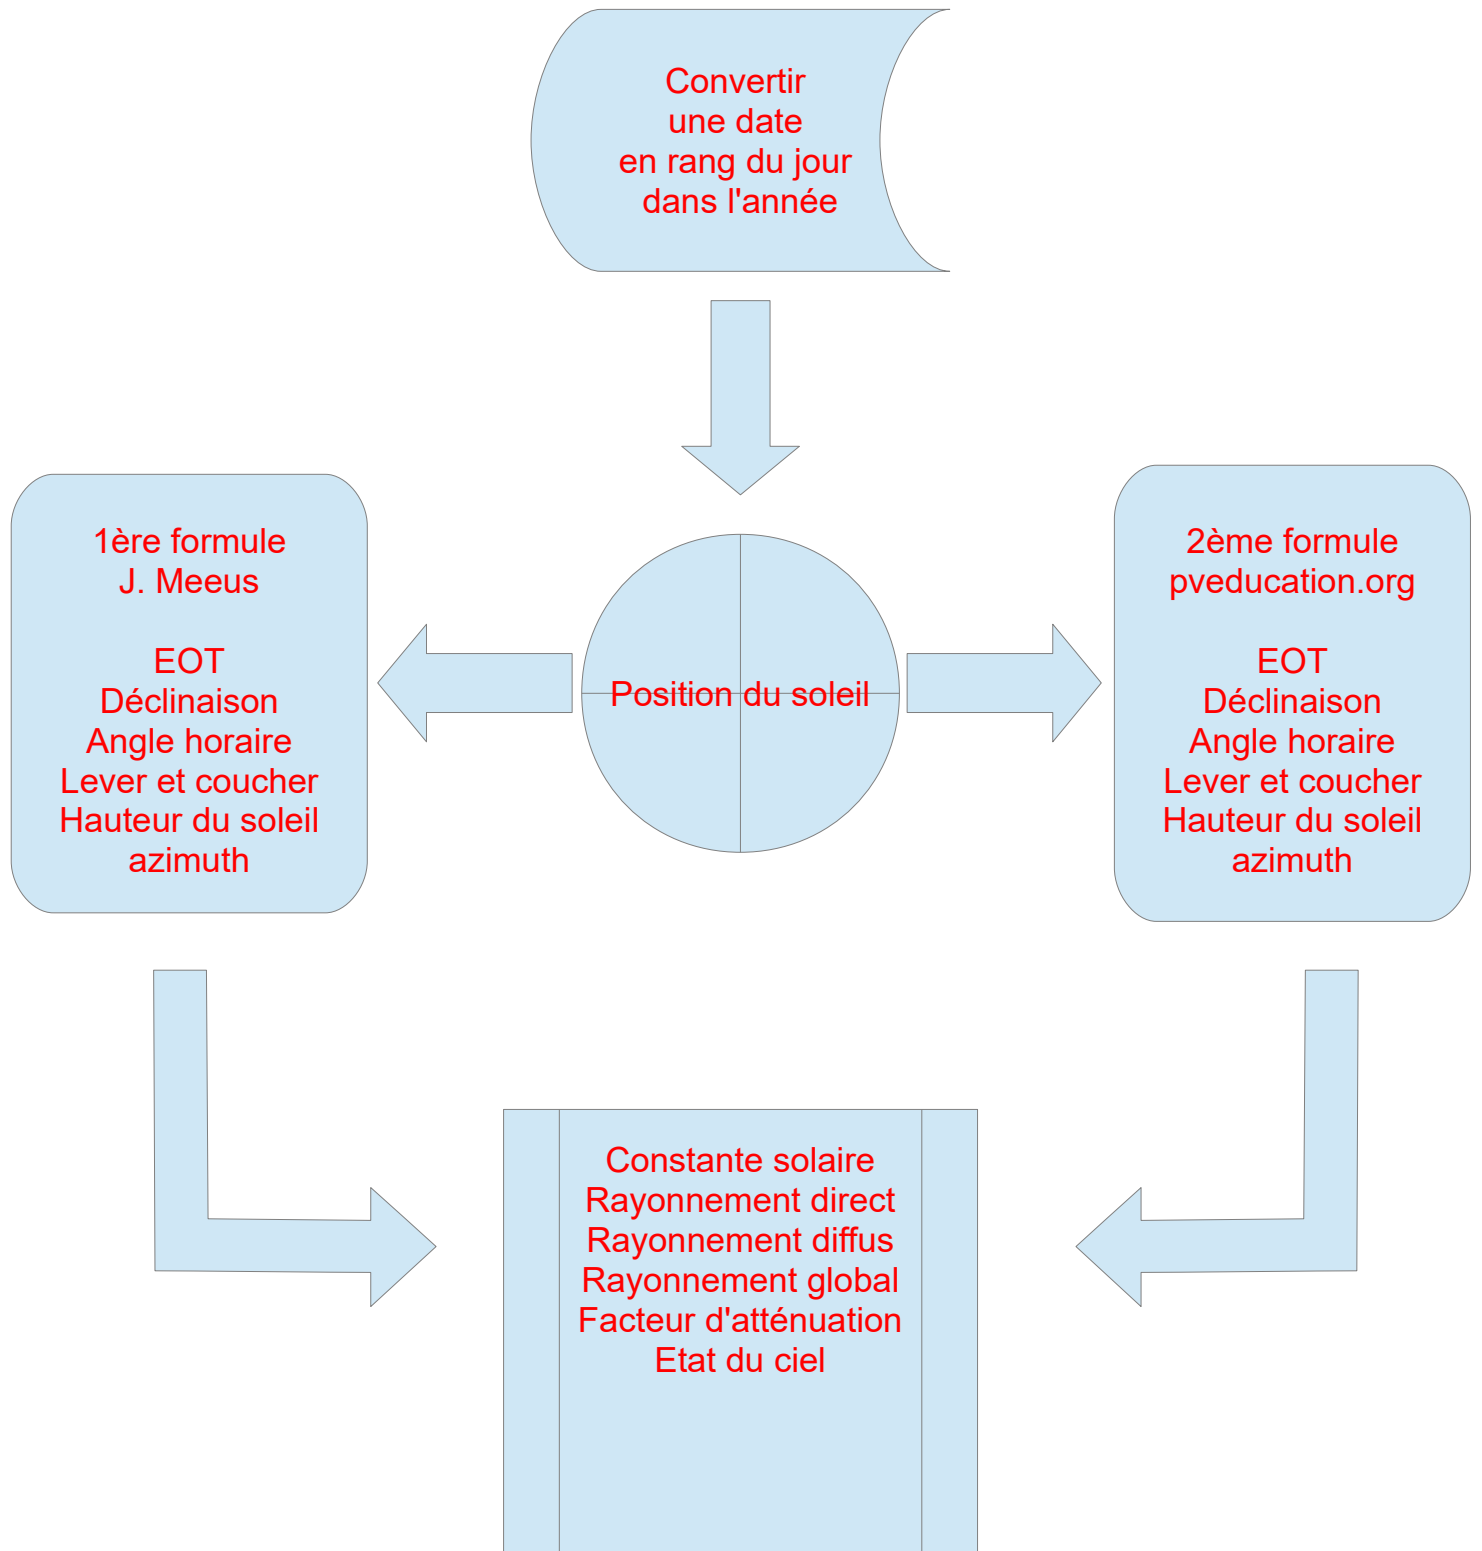 Convertir
une date
en rang du jour
dans l'année
1ère formule
J. Meeus
EOT
Déclinaison
Angle horaire
Lever et coucher
Hauteur du soleil
azimuth
Position du soleil
2ème formule
pveducation.org
EOT
Déclinaison
Angle horaire
Lever et coucher
Hauteur du soleil
azimuth
Constante solaire
Rayonnement direct
Rayonnement diffus
Rayonnement global
Facteur d'atténuation
Etat du ciel